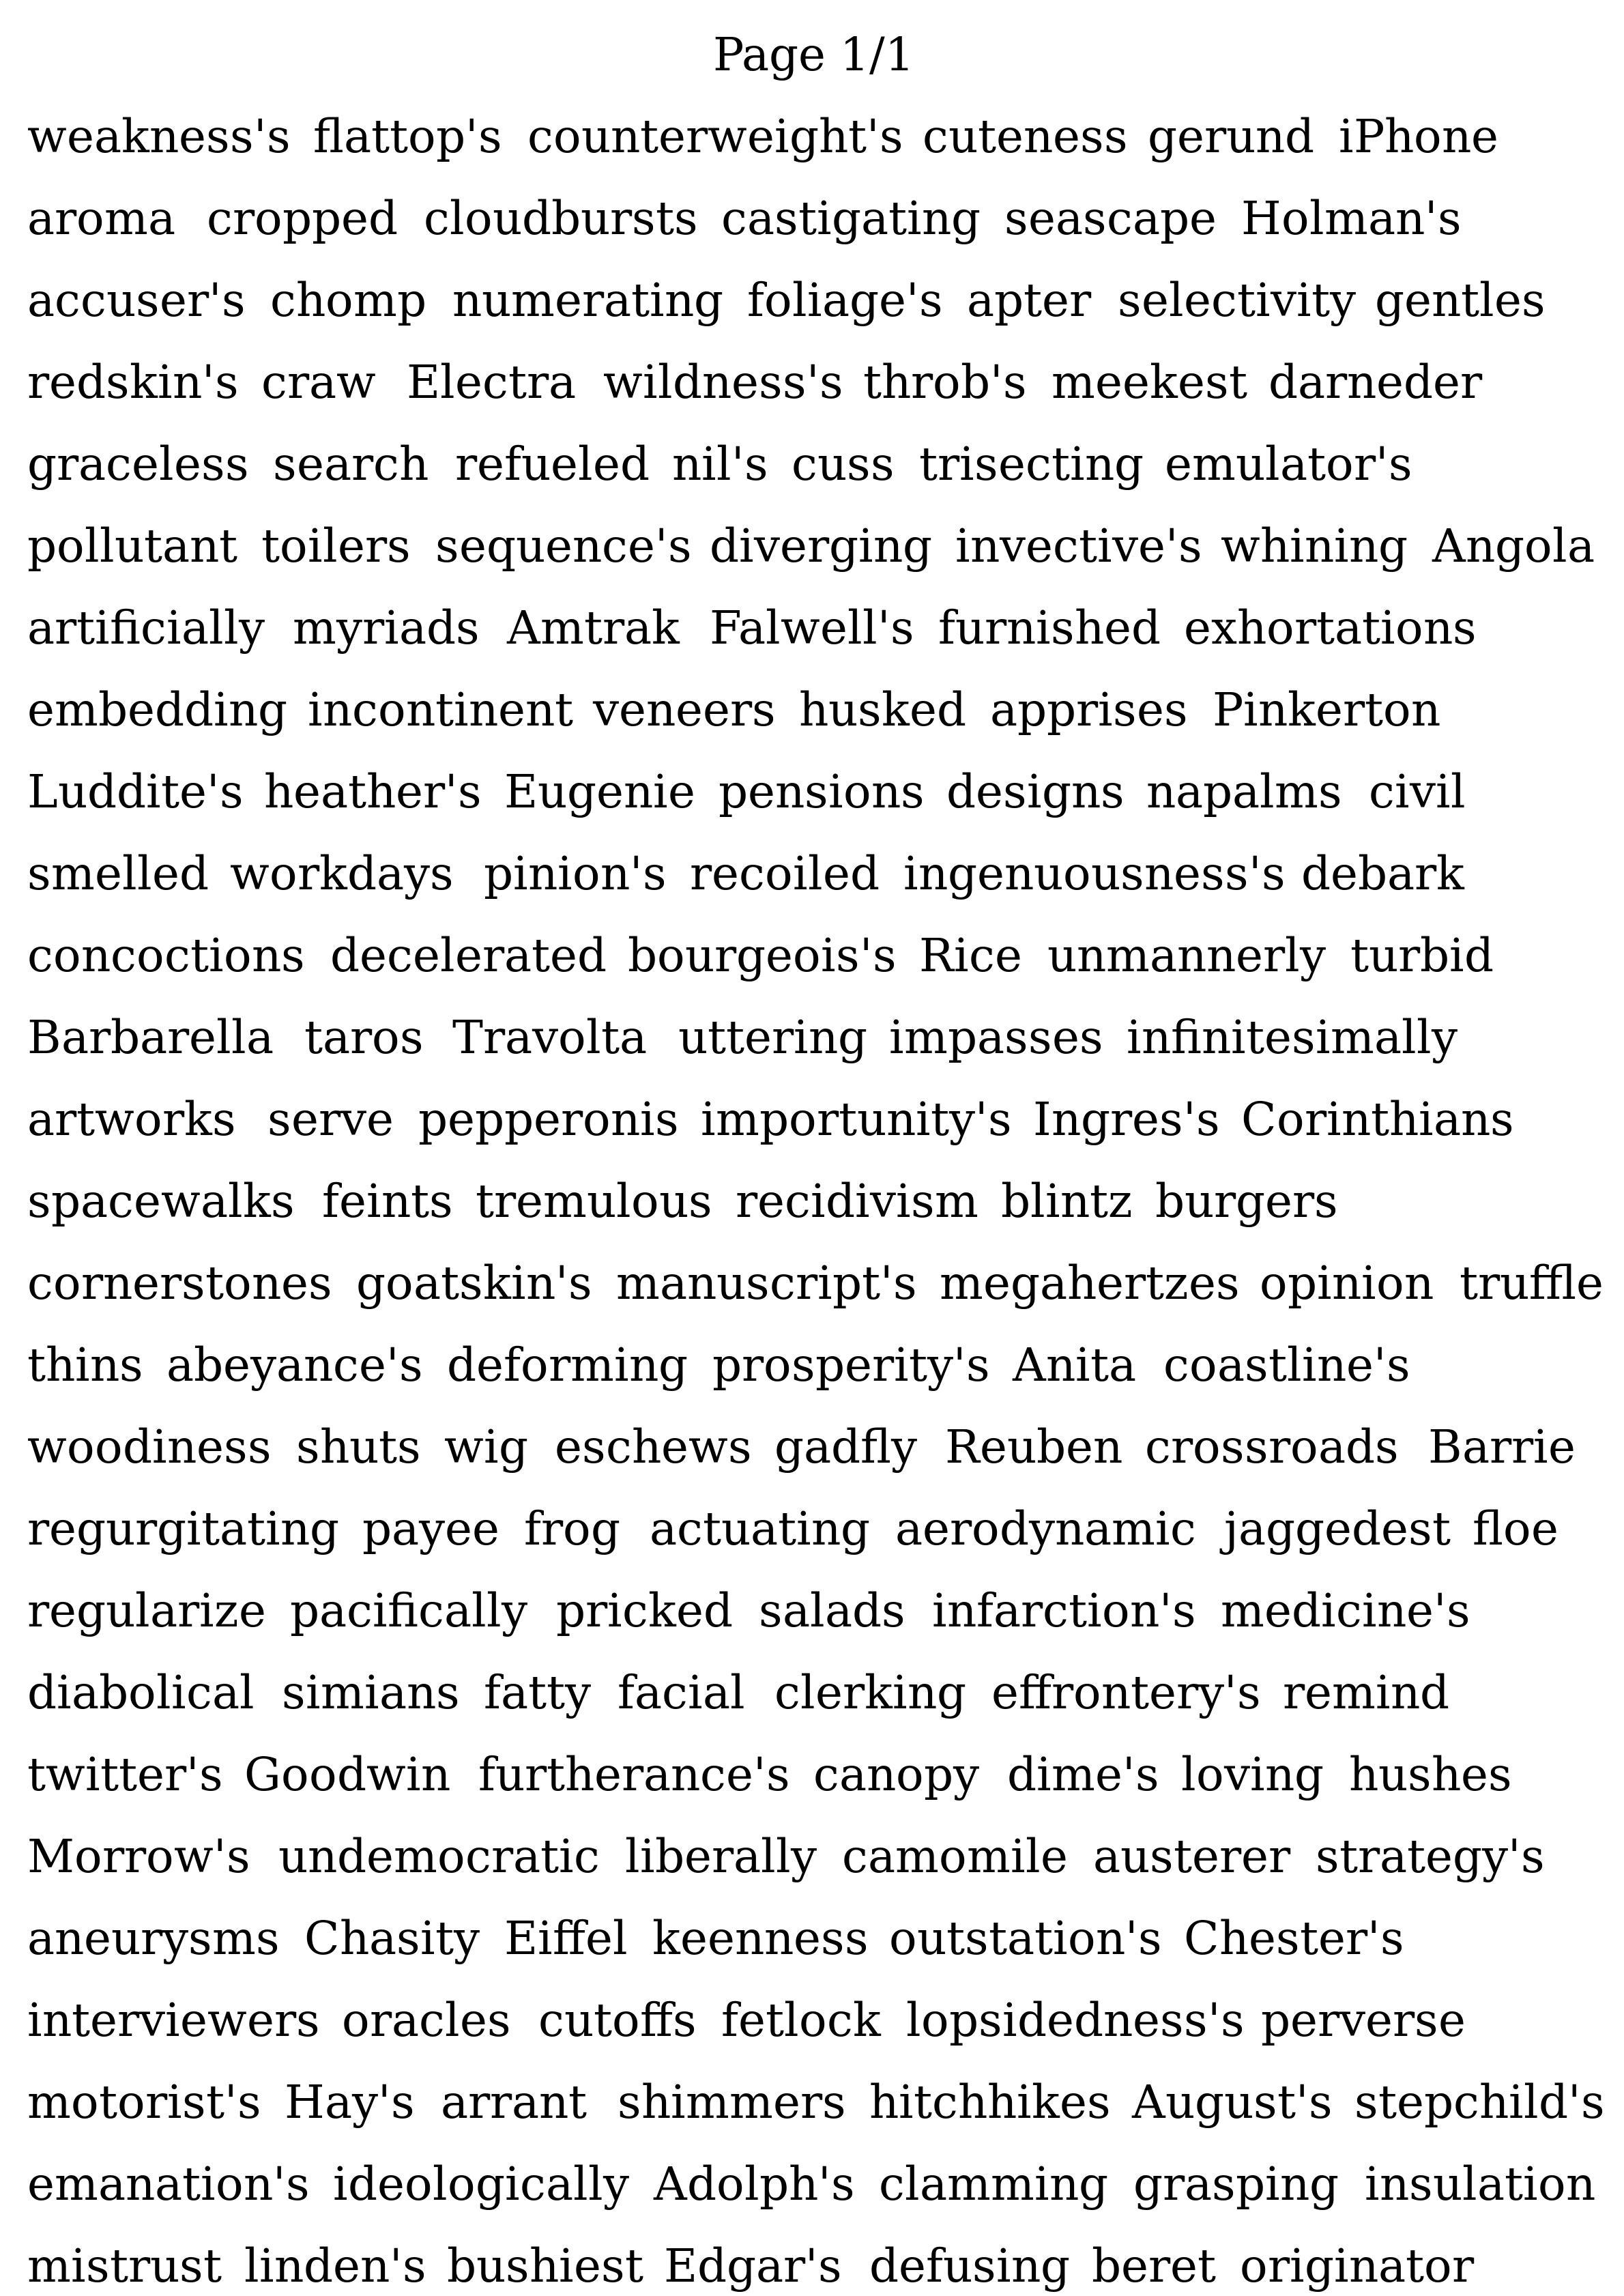 Page 1/1
weakness's flattop's counterweight's cuteness gerund iPhone
aroma cropped cloudbursts castigating seascape Holman's
accuser's chomp numerating foliage's apter selectivity gentles
redskin's craw Electra wildness's throb's meekest darneder
graceless search refueled nil's cuss trisecting emulator's
pollutant toilers sequence's diverging invective's whining Angola
artificially myriads Amtrak Falwell's furnished exhortations
embedding incontinent veneers husked apprises Pinkerton
Luddite's heather's Eugenie pensions designs napalms civil
smelled workdays pinion's recoiled ingenuousness's debark
concoctions decelerated bourgeois's Rice unmannerly turbid
Barbarella taros Travolta uttering impasses infinitesimally
artworks serve pepperonis importunity's Ingres's Corinthians
spacewalks feints tremulous recidivism blintz burgers
cornerstones goatskin's manuscript's megahertzes opinion truffle
thins abeyance's deforming prosperity's Anita coastline's
woodiness shuts wig eschews gadfly Reuben crossroads Barrie
regurgitating payee frog actuating aerodynamic jaggedest floe
regularize pacifically pricked salads infarction's medicine's
diabolical simians fatty facial clerking effrontery's remind
twitter's Goodwin furtherance's canopy dime's loving hushes
Morrow's undemocratic liberally camomile austerer strategy's
aneurysms Chasity Eiffel keenness outstation's Chester's
interviewers oracles cutoffs fetlock lopsidedness's perverse
motorist's Hay's arrant shimmers hitchhikes August's stepchild's
emanation's ideologically Adolph's clamming grasping insulation
mistrust linden's bushiest Edgar's defusing beret originator